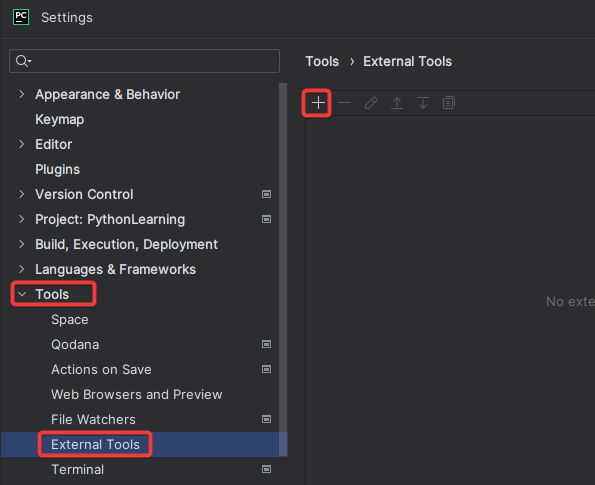 PC Settings
Tools › External Tools
Appearance & Behavior
Keymap
Editor
Plugins
Version Control
Project: PythonLearning
Build, Execution, Deployment
Languages & Frameworks
Tools
Space
Qodana
Actions on Save
Web Browsers and Preview
File Watchers
External Tools
Terminal
No exte